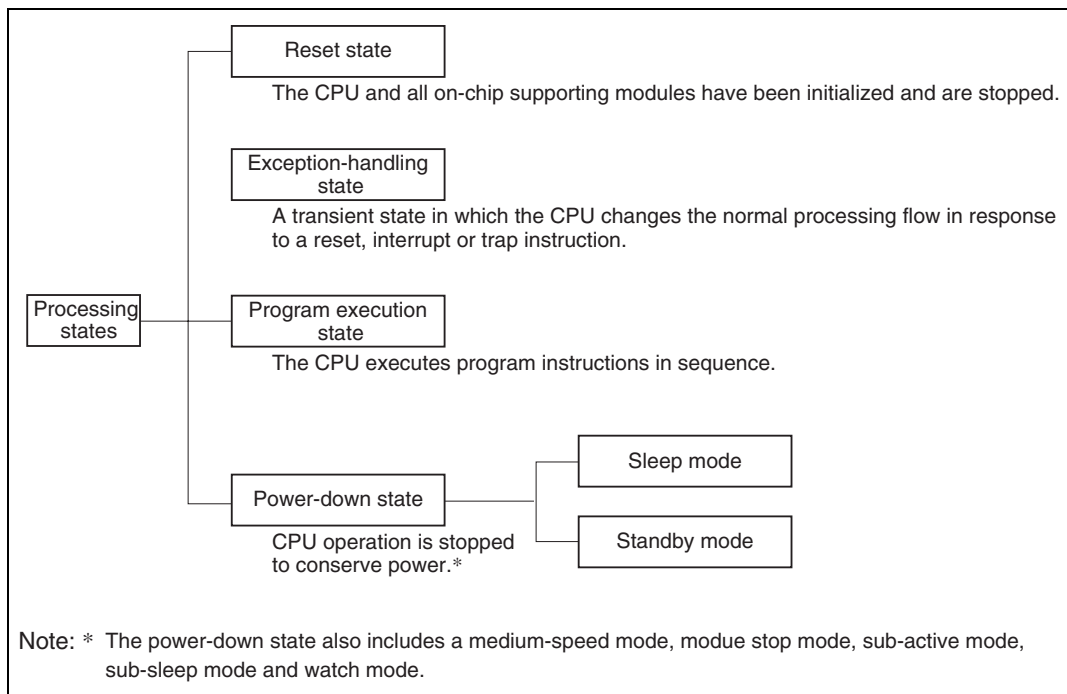 Reset state
The CPU and all on-chip supporting modules have been initialized and are stopped.
Exception-handling
state
A transient state in which the CPU changes the normal processing flow in response
to a reset, interrupt or trap instruction.
Processing
states
Program execution
state
The CPU executes program instructions in sequence.
Sleep mode
Power-down state
Standby mode
CPU operation is stopped
to conserve power.*
Note: * The power-down state also includes a medium-speed mode, modue stop mode, sub-active mode,
sub-sleep mode and watch mode.